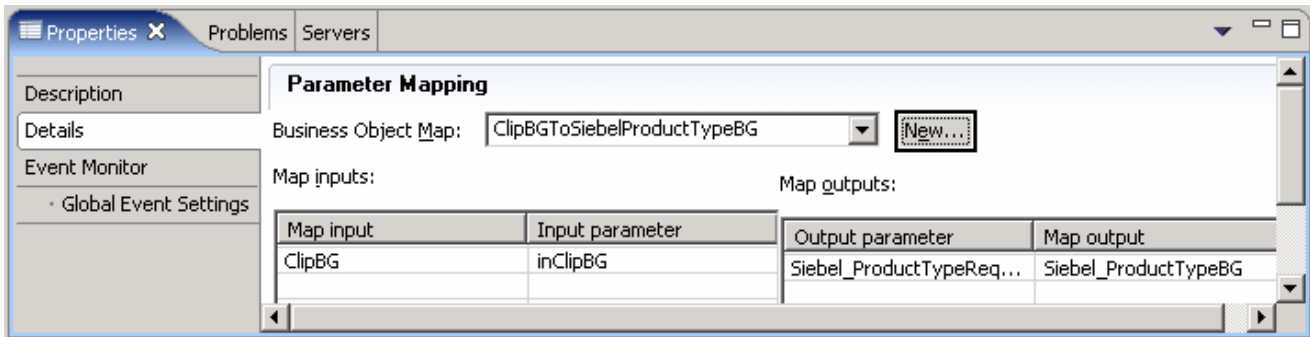 Properties Problems Servers
Parameter Mapping
Description
Details
Event Monitor
Global Event Settings
Business Object Map: ClipBGToSiebelProductTypeBG New...
Map inputs:
Map outputs:
Map input Input parameter
ClipBG inClipBG
Output parameter Map output
Siebel_ProductTypeReq... Siebel_ProductTypeBG